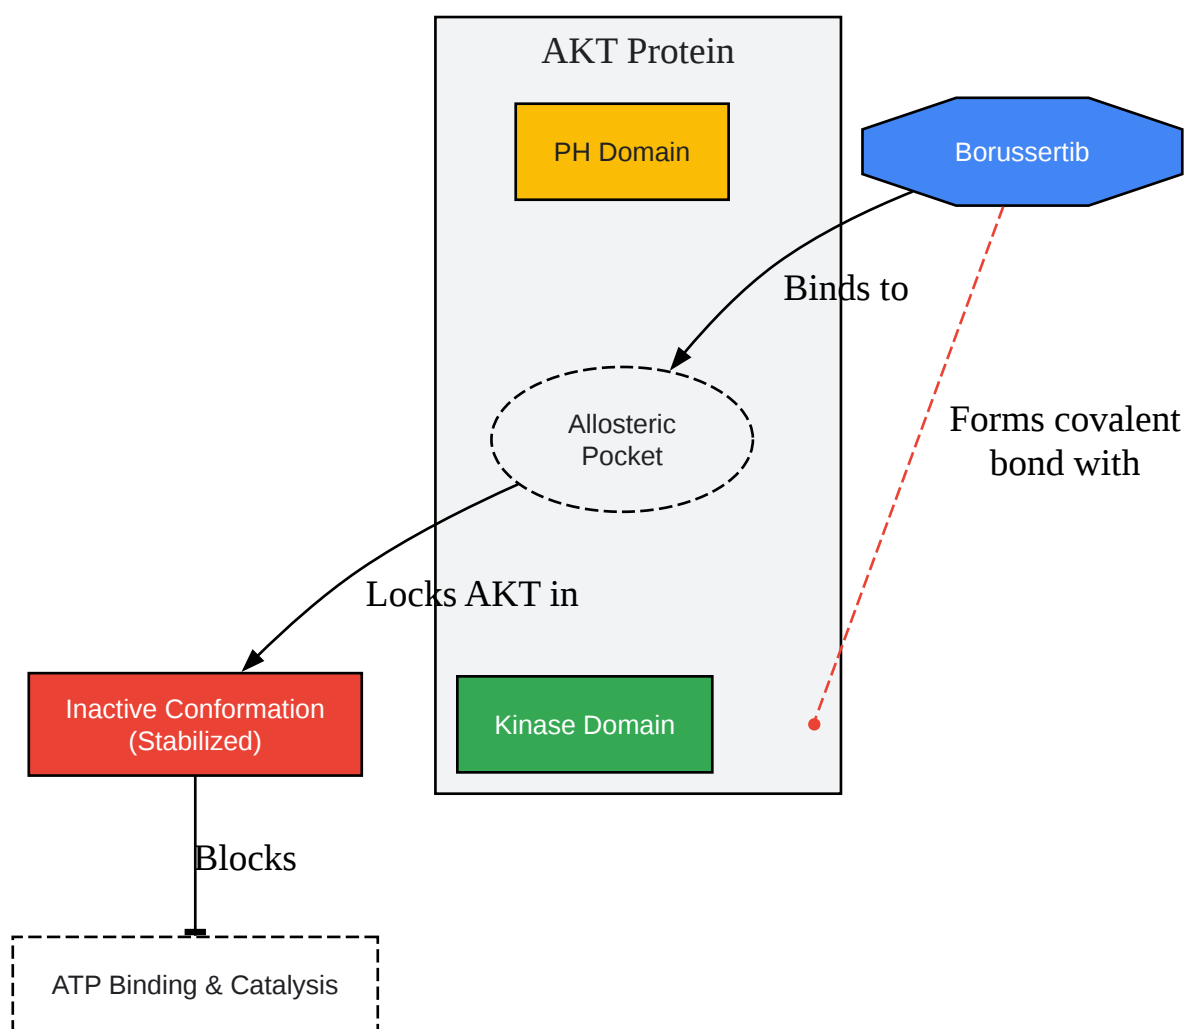 AKT Protein
PH Domain
Borussertib
Binds to
Allosteric
Pocket
Forms covalent
bond with
Locks AKT in
Inactive Conformation
(Stabilized)
Kinase Domain
Blocks
ATP Binding & Catalysis